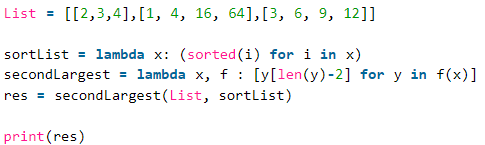 List = [[2,3,4],[1, 4, 16, 64],[3, 6, 9, 12]]
sortList = lambda x: (sorted(i) for i in x)
secondLargest = lambda x, f : [y[len(y)-2] for y in f(x)]
res = secondLargest(List, sortList)
print(res)